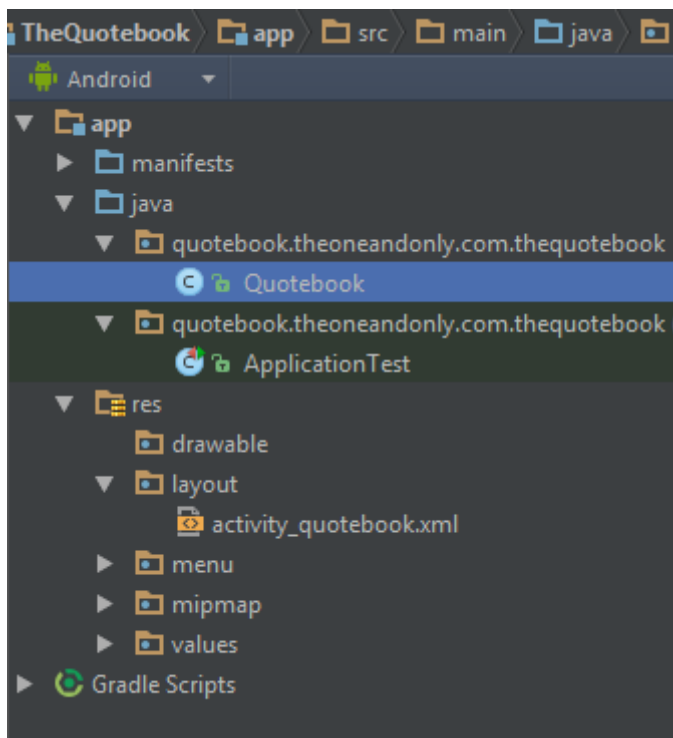 TheQuotebook app src main java
Android
app
manifests
java
quotebook.theoneandonly.com.thequotebook
C Quotebook
quotebook.theoneandonly.com.thequotebook
C ApplicationTest
res
drawable
layout
activity_quotebook.xml
menu
mipmap
values
Gradle Scripts